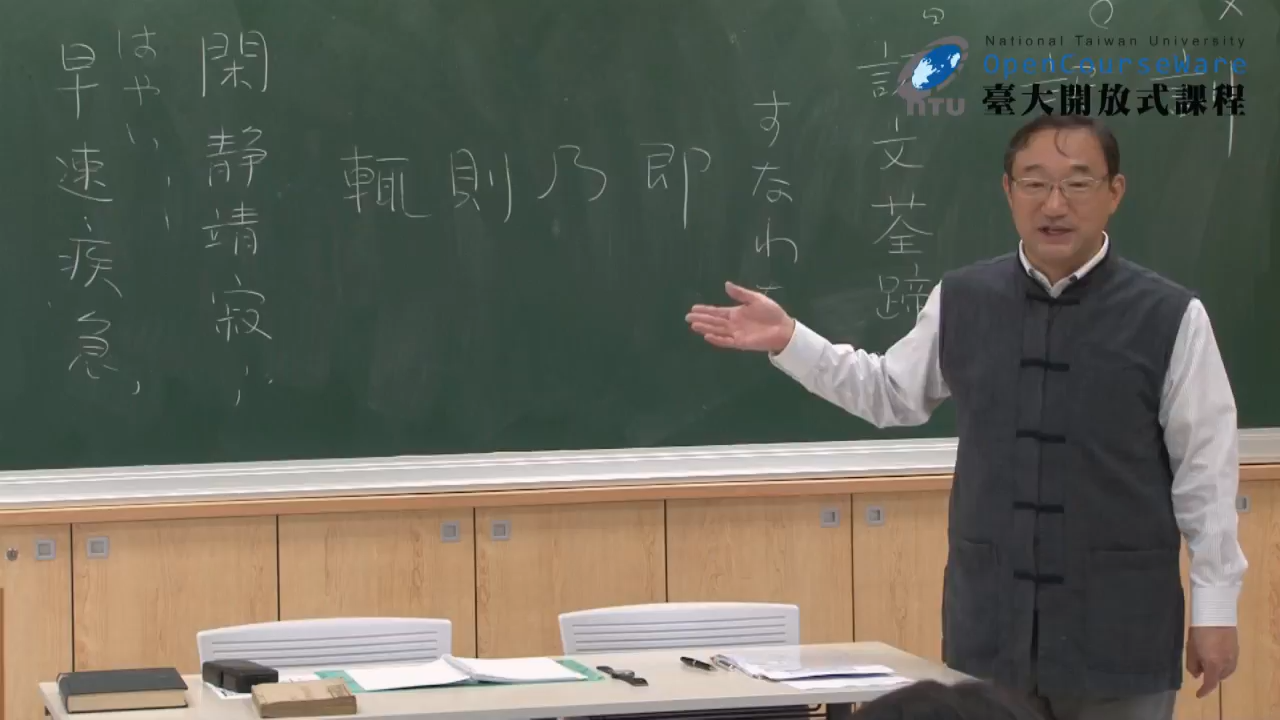 National Taiwan University
OpenCourseWare
NTU
臺大開放式課程
文荃蹄
すなわ
即
乃
則
輒
閑静靖寂
はやい
早速疾急